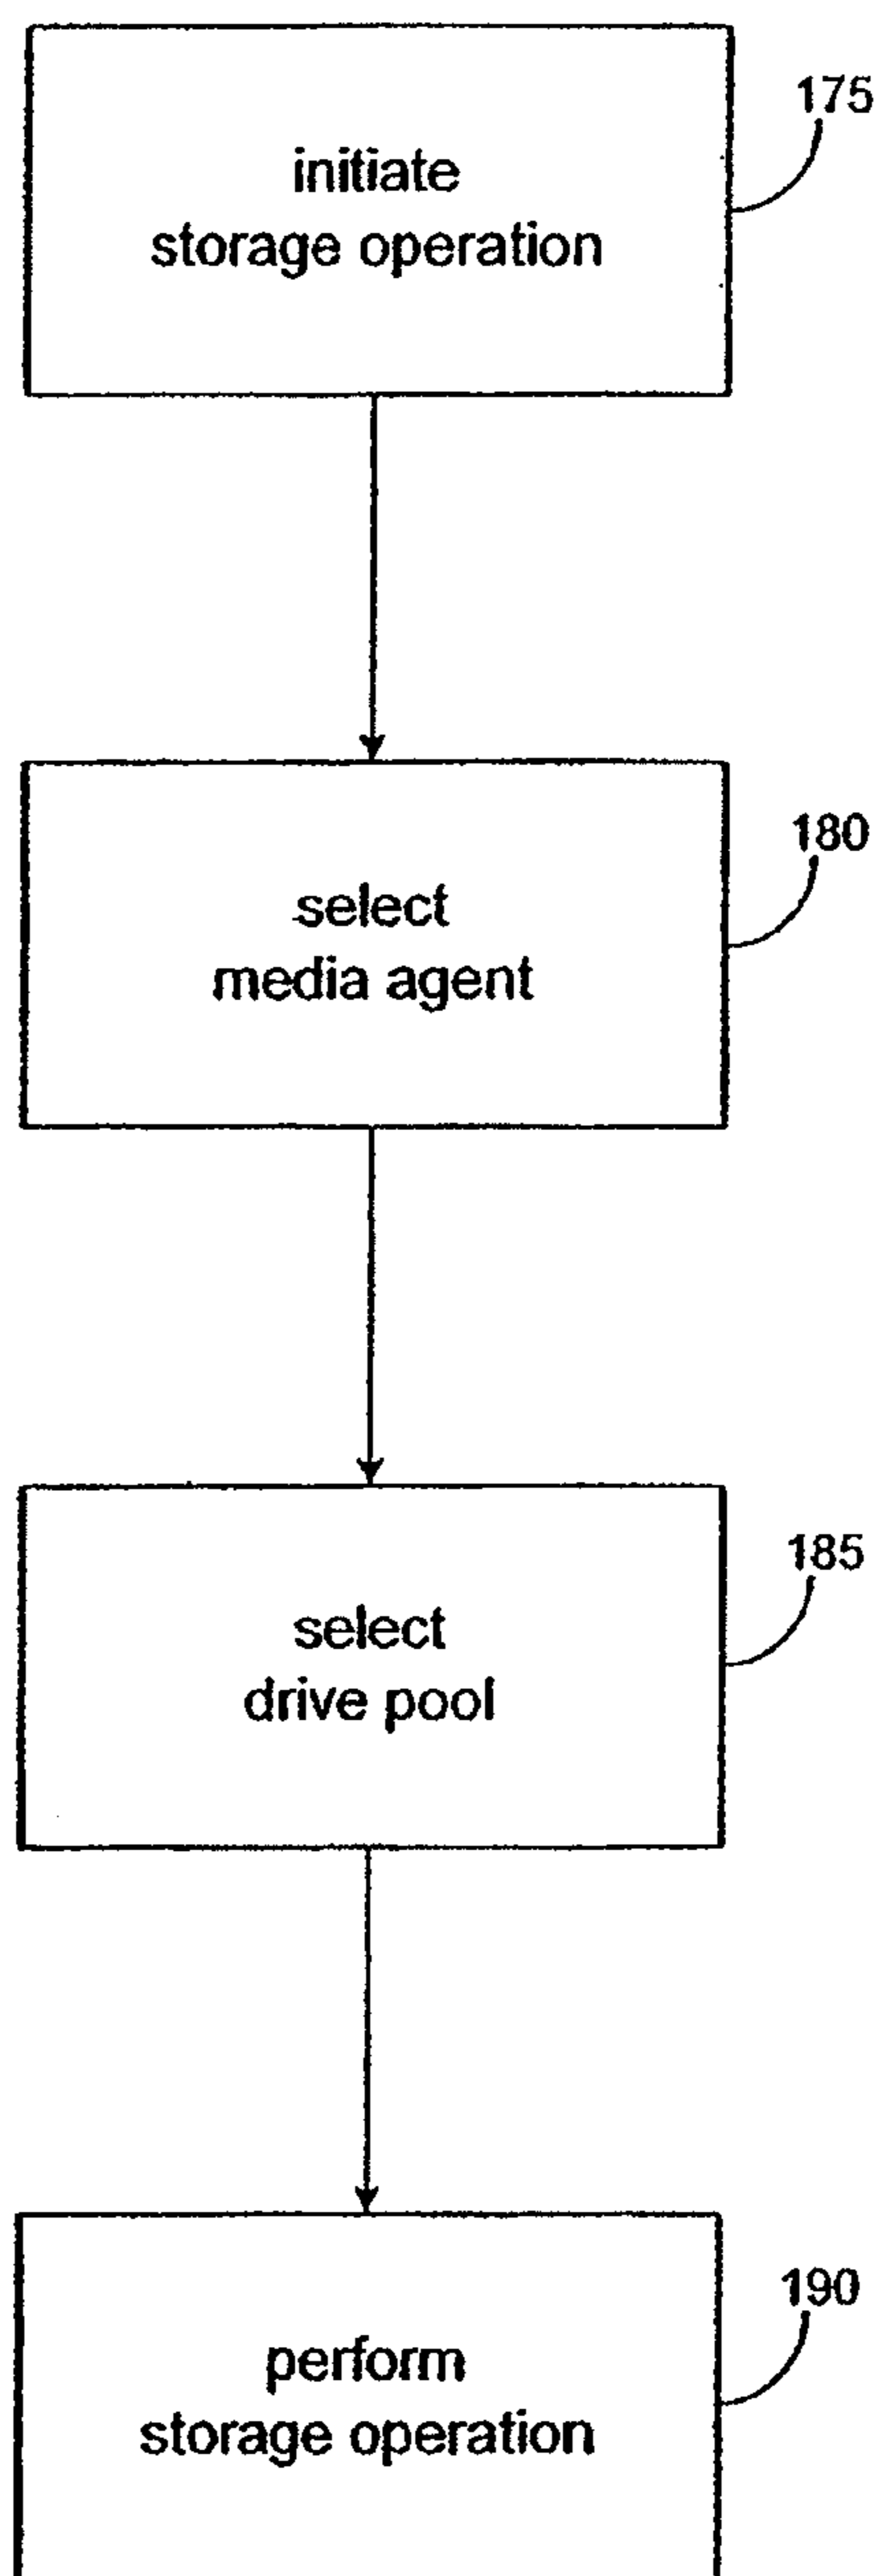 175
initiate
storage operation
180
select
media agent
185
select
drive pool
190
perform
storage operation